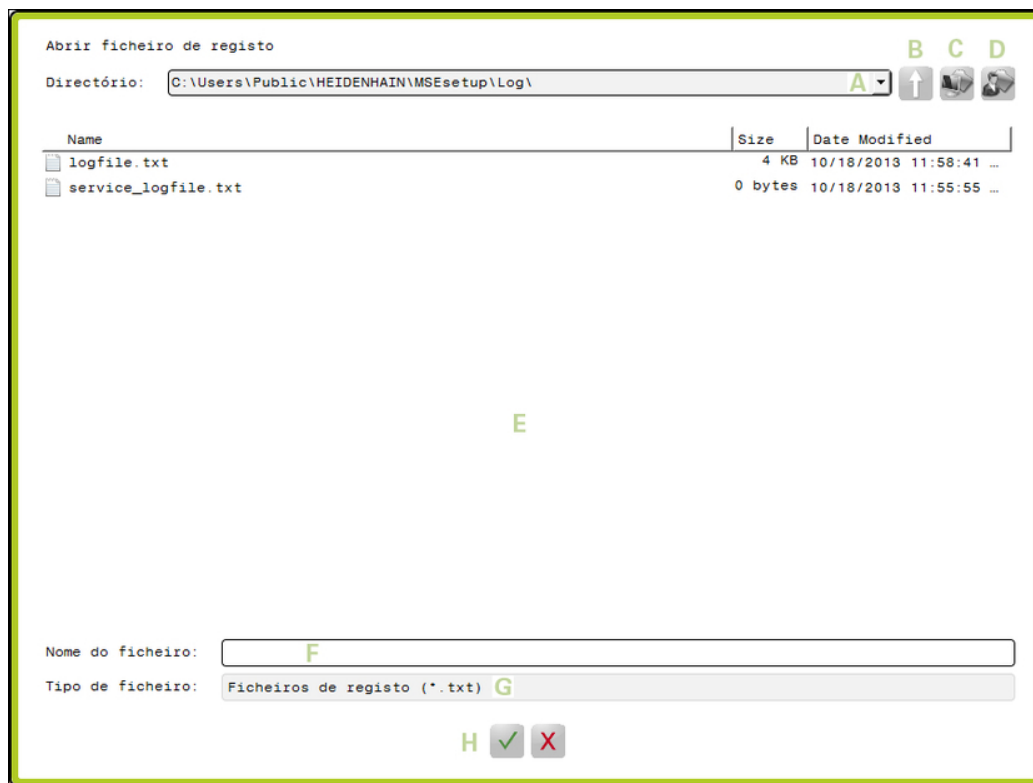 Abrir ficheiro de registo
B C D
Directório: C:\Users\Public\HEIDENHAIN\MSEsetup\Log\ A
Name Size Date Modified
logfile.txt 4 KB 10/18/2013 11:58:41 …
service_logfile.txt 0 bytes 10/18/2013 11:55:55 …
E
Nome do ficheiro: F
Tipo de ficheiro: Ficheiros de registo (*.txt) G
H